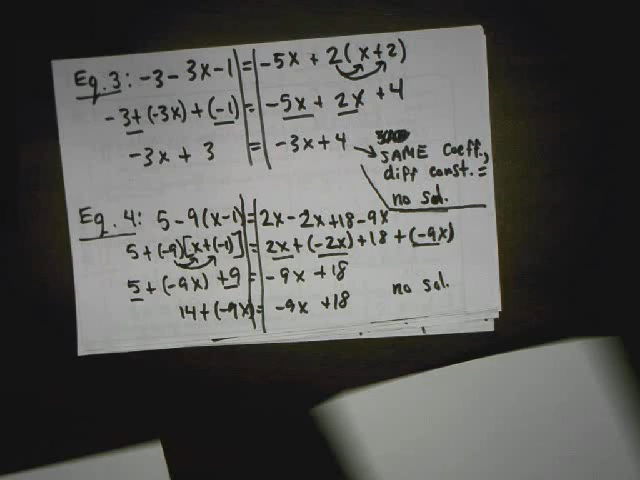 Eg. 3: -3 - 3x - 1 = -5x + 2(x+2)
-3 + (-3x) + (-1) = -5x + 2x + 4
-3x + 3 = -3x + 4
SAME coeff.,
diff const. =
no sol.
Eg. 4: 5 - 9(x-1) = 2x - 2x + 18 - 9x
5 + (-9)[x + (-1)] = 2x + (-2x) + 18 + (-9x)
5 + (-9x) + 9 = -9x + 18
14 + (-9x) = -9x + 18
no sol.